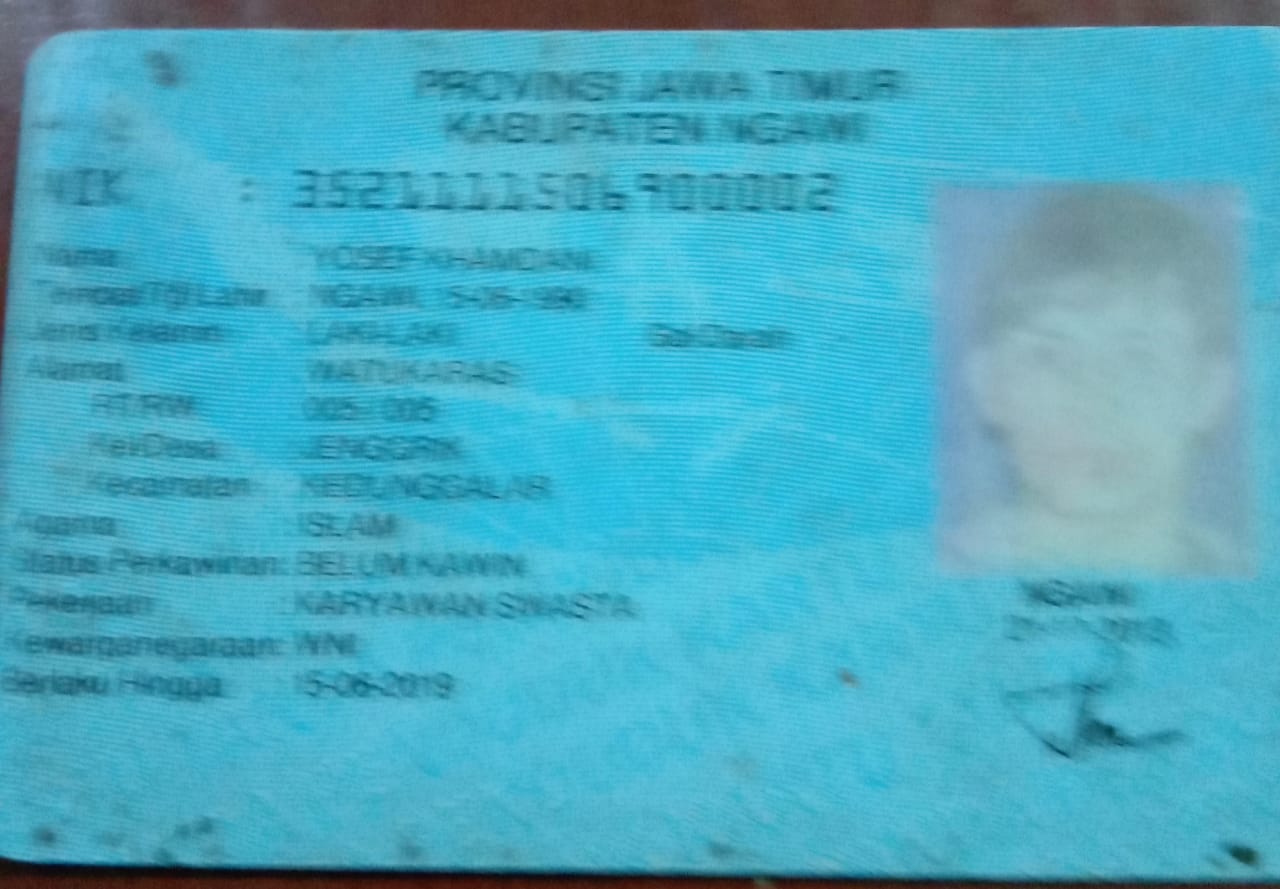 PROVINSI JAWA TIMUR
KABUPATEN NGAWI
NIK : 3521111506900002
Nama : YOSEF KHAMDANI
Tempat/Tgl Lahir : NGAWI, 15-06-1990
Jenis Kelamin : LAKI-LAKI Gol.Darah
Alamat : WATUKARAS
RT/RW : 005 / 006
Kel/Desa : JENGGRIK
Kecamatan : KEDUNGGALAR
Agama : ISLAM
Status Perkawinan: BELUM KAWIN
Pekerjaan : KARYAWAN SWASTA
Kewarganegaraan: WNI
Berlaku Hingga : 15-06-2019
NGAWI